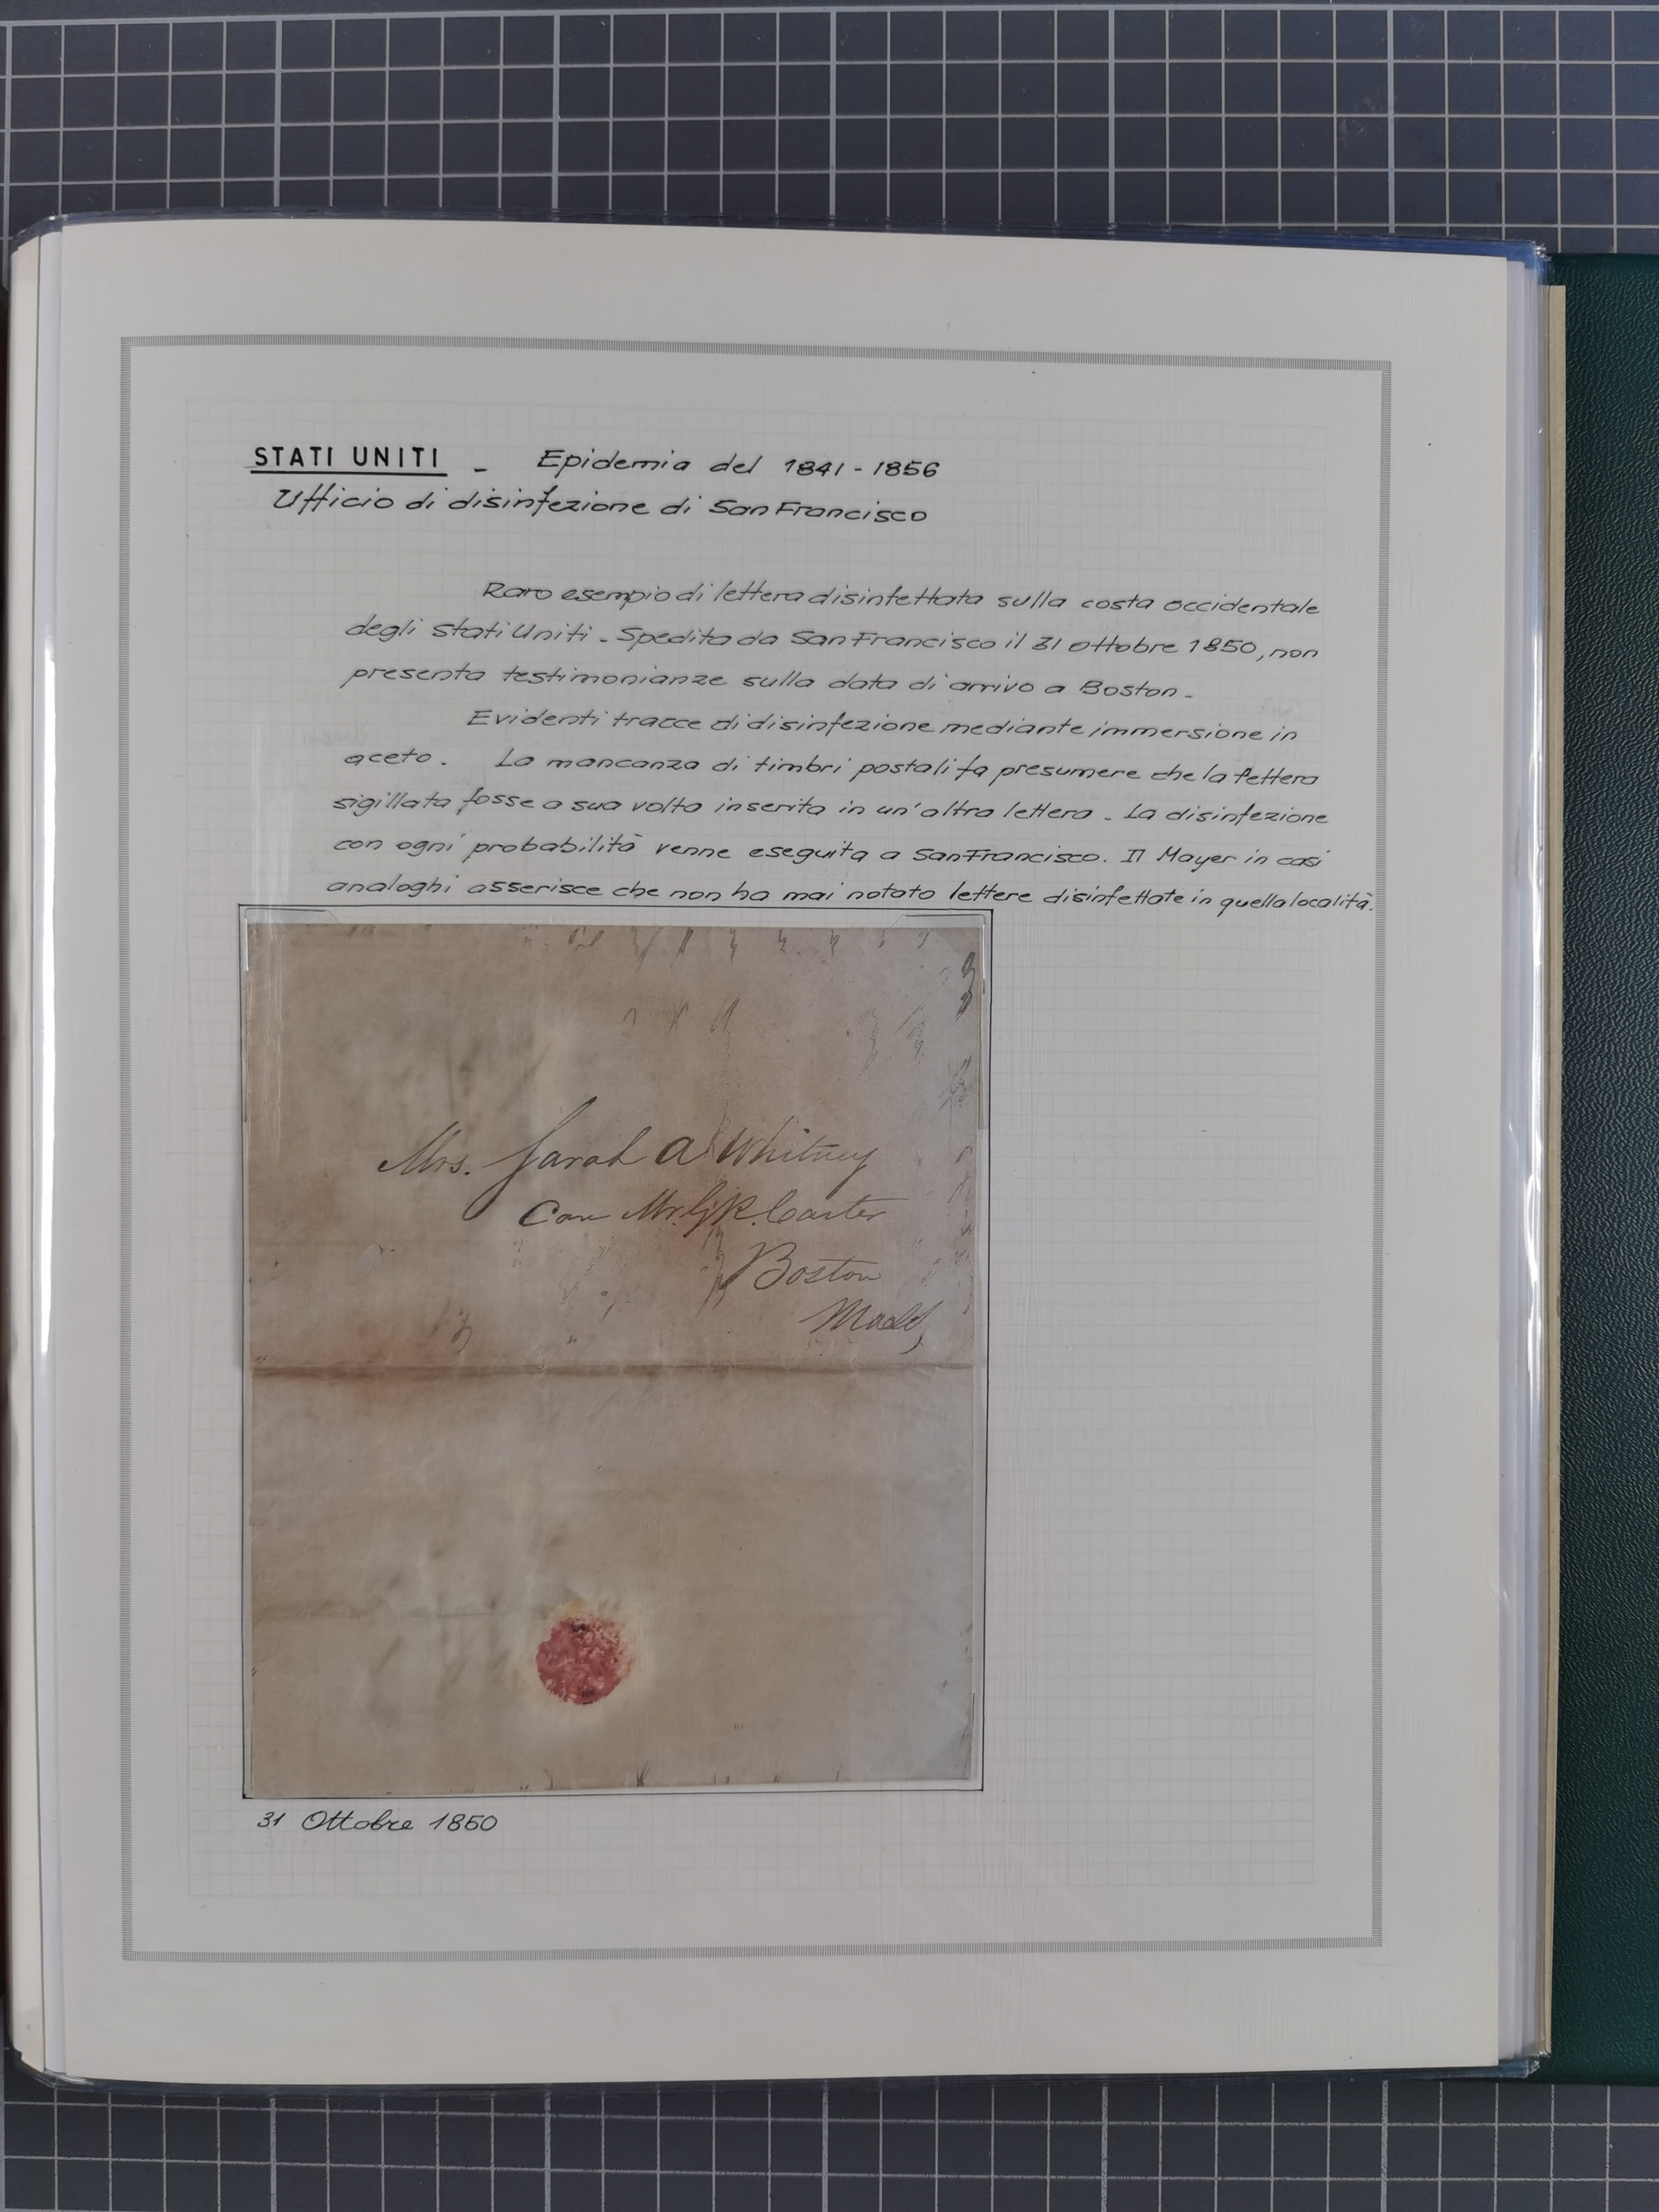 STATI UNITI - Epidemia del 1841-1856
Ufficio di disinfezione di San Francisco
Raro esempio di lettera disinfettata sulla costa occidentale
degli Stati Uniti. Spedita da San Francisco il 31 ottobre 1850, non
presenta testimonianze sulla data di arrivo a Boston.
Evidenti tracce di disinfezione mediante immersione in
aceto. La mancanza di timbri postali fa presumere che la lettera
sigillata fosse a sua volta inserita in un'altra lettera. La disinfezione
con ogni probabilità venne eseguita a San Francisco. Il Mayer in casi
analoghi asserisce che non ha mai notato lettere disinfettate in quella località.
Mrs. Sarah A Whitney
Care Mr. Carter
Boston
Mass
31 Ottobre 1850